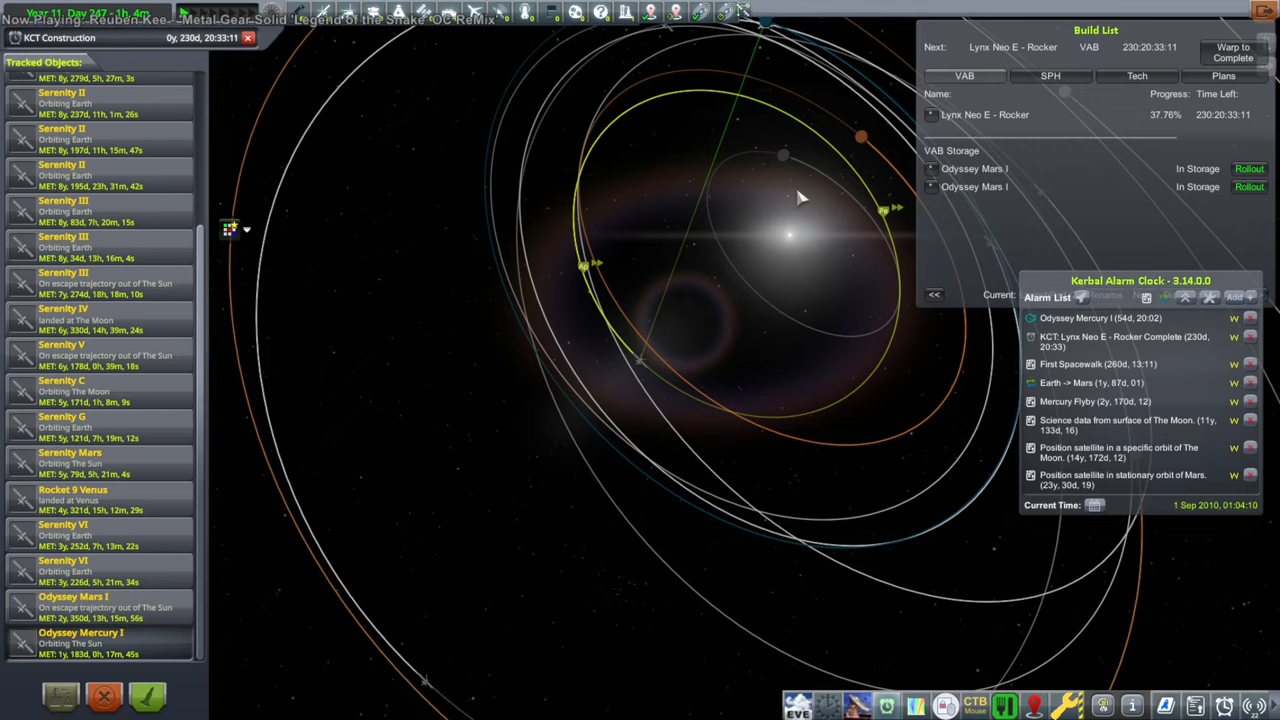 Year 11, Day 247 - 1h, 4m
Now Playing: Reuben Kee - Metal Gear Solid 'Legend of the Snake' OC ReMix
KCT Construction 0y, 230d, 20:33:11
Tracked Objects:
MET: 8y, 279d, 5h, 27m, 3s
Serenity II
Orbiting Earth
MET: 8y, 237d, 11h, 1m, 26s
Serenity II
Orbiting Earth
MET: 8y, 237d, 11h, 15m, 47s
Serenity II
Orbiting Earth
MET: 8y, 195d, 23h, 31m, 42s
Serenity III
Orbiting Earth
MET: 8y, 83d, 7h, 20m, 15s
Serenity III
Orbiting Earth
MET: 8y, 34d, 13h, 16m, 4s
Serenity III
On escape trajectory out of The Sun
MET: 7y, 274d, 18h, 18m, 10s
Serenity IV
landed at The Moon
MET: 6y, 330d, 14h, 39m, 24s
Serenity V
On escape trajectory out of The Sun
MET: 6y, 178d, 0h, 39m, 18s
Serenity C
Orbiting The Moon
MET: 5y, 171d, 1h, 8m, 9s
Serenity G
Orbiting Earth
MET: 5y, 121d, 7h, 19m, 12s
Serenity Mars
Orbiting The Sun
MET: 5y, 79d, 5h, 21m, 4s
Rocket 9 Venus
landed at Venus
MET: 4y, 321d, 15h, 12m, 29s
Serenity VI
Orbiting Earth
MET: 3y, 252d, 7h, 13m, 22s
Serenity VI
Orbiting Earth
MET: 3y, 226d, 5h, 21m, 34s
Odyssey Mars I
On escape trajectory out of The Sun
MET: 2y, 350d, 13h, 15m, 56s
Odyssey Mercury I
Orbiting The Sun
MET: 1y, 183d, 0h, 17m, 45s
Ap
Pe
Build List
Next: Lynx Neo E - Rocker VAB 230:20:33:11
Warp to
Complete
VAB SPH Tech Plans
Name: Progress: Time Left:
Lynx Neo E - Rocker 37.76% 230:20:33:11
VAB Storage
Odyssey Mars I In Storage Rollout
Odyssey Mars I In Storage Rollout
<< Current:
Kerbal Alarm Clock - 3.14.0.0
Alarm List Add +
Odyssey Mercury I (54d, 20:02) W
KCT: Lynx Neo E - Rocker Complete (230d, W
20:33)
First Spacewalk (260d, 13:11) W
Earth -> Mars (1y, 87d, 01) W
Mercury Flyby (2y, 170d, 12) W
Science data from surface of The Moon. (11y, W
133d, 16)
Position satellite in a specific orbit of The W
Moon. (14y, 172d, 12)
Position satellite in stationary orbit of Mars. W
(23y, 30d, 19)
Current Time: 1 Sep 2010, 01:04:10
EVE
CTB
Mouse
22